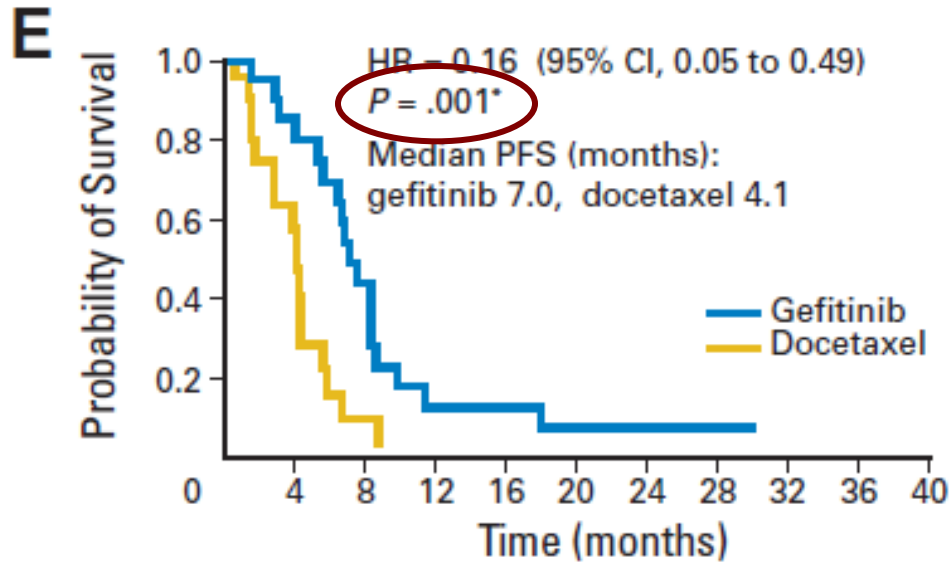 E
HR = 0.16 (95% CI, 0.05 to 0.49)
P = .001*
Median PFS (months):
gefitinib 7.0, docetaxel 4.1
Probability of Survival
1.0
0.8
0.6
0.4
0.2
Gefitinib
Docetaxel
0 4 8 12 16 20 24 28 32 36 40
Time (months)